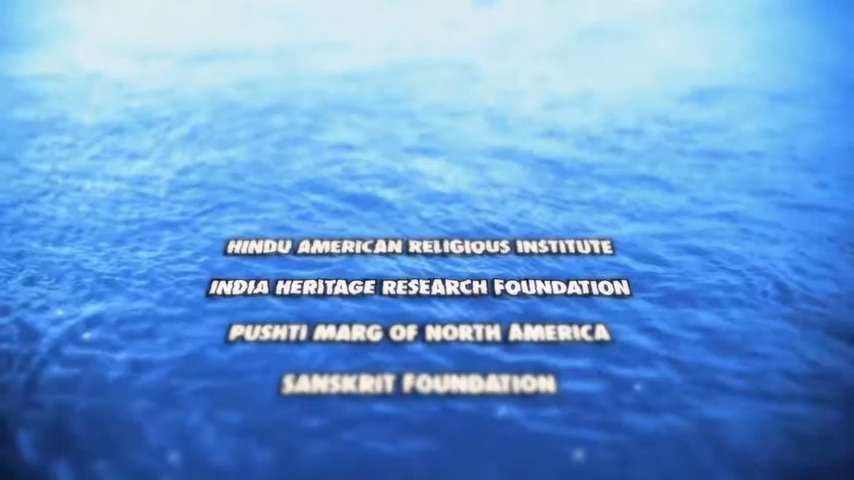 HINDU AMERICAN RELIGIOUS INSTITUTE
INDIA HERITAGE RESEARCH FOUNDATION
PUSHTI MARG OF NORTH AMERICA
SANSKRIT FOUNDATION